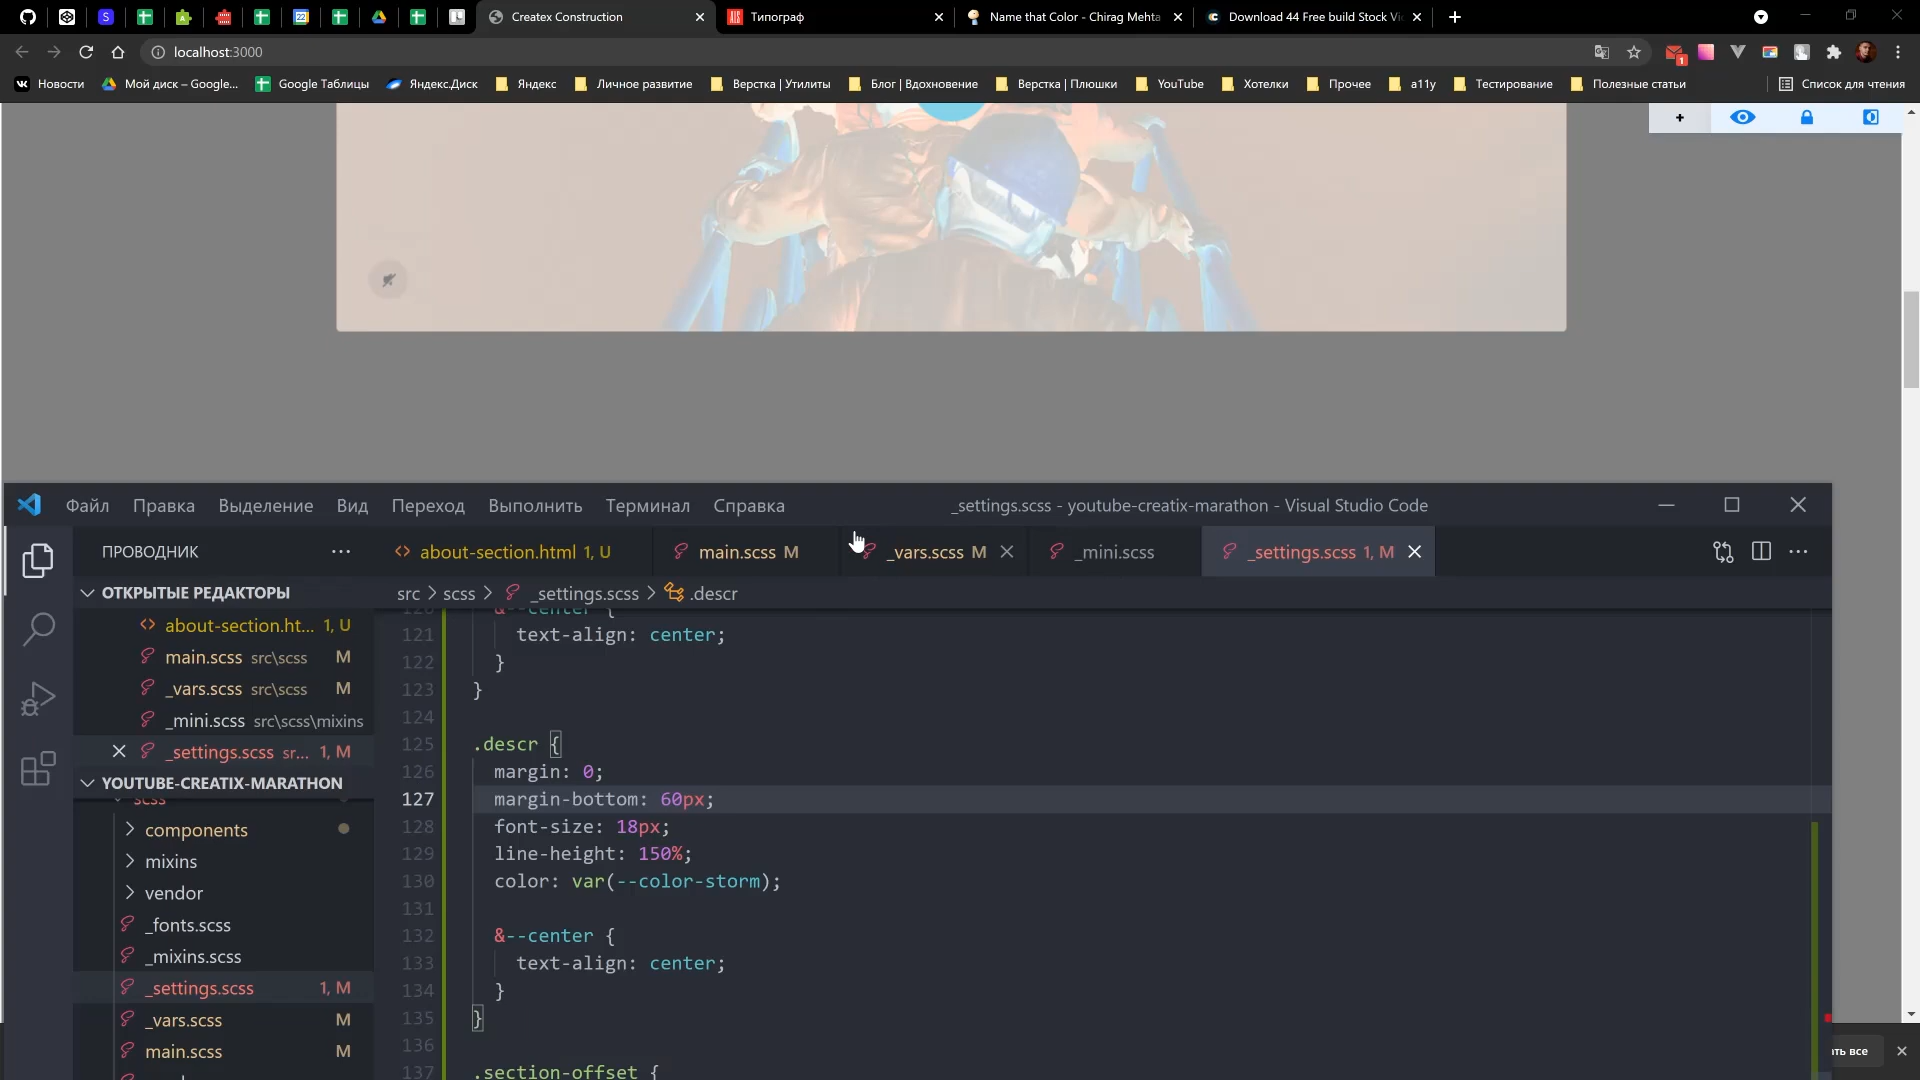 Createx Construction
Типограф
Name that Color - Chirag Mehta
Download 44 Free build Stock Vi
localhost:3000
1
Новости
Мой диск – Google...
Google Таблицы
Яндекс.Диск
Яндекс
Личное развитие
Верстка | Утилиты
Блог | Вдохновение
Верстка | Плюшки
YouTube
Хотелки
Прочее
a11y
Тестирование
Полезные статьи
Список для чтения
+
Файл Правка Выделение Вид Переход Выполнить Терминал Справка
_settings.scss - youtube-creatix-marathon - Visual Studio Code
ПРОВОДНИК
about-section.html 1, U
main.scss M
_vars.scss M
_mini.scss
_settings.scss 1, M
ОТКРЫТЫЕ РЕДАКТОРЫ
about-section.ht... 1, U
main.scss src\scss M
_vars.scss src\scss M
_mini.scss src\scss\mixins
_settings.scss sr... 1, M
YOUTUBE-CREATIX-MARATHON
scss
components
mixins
vendor
_fonts.scss
_mixins.scss
_settings.scss 1, M
_vars.scss M
main.scss M
src > scss > _settings.scss > .descr
120 &--center {
121 text-align: center;
122 }
123 }
124
125 .descr {
126 margin: 0;
127 margin-bottom: 60px;
128 font-size: 18px;
129 line-height: 150%;
130 color: var(--color-storm);
131
132 &--center {
133 text-align: center;
134 }
135 }
136
137 .section-offset {
ть все